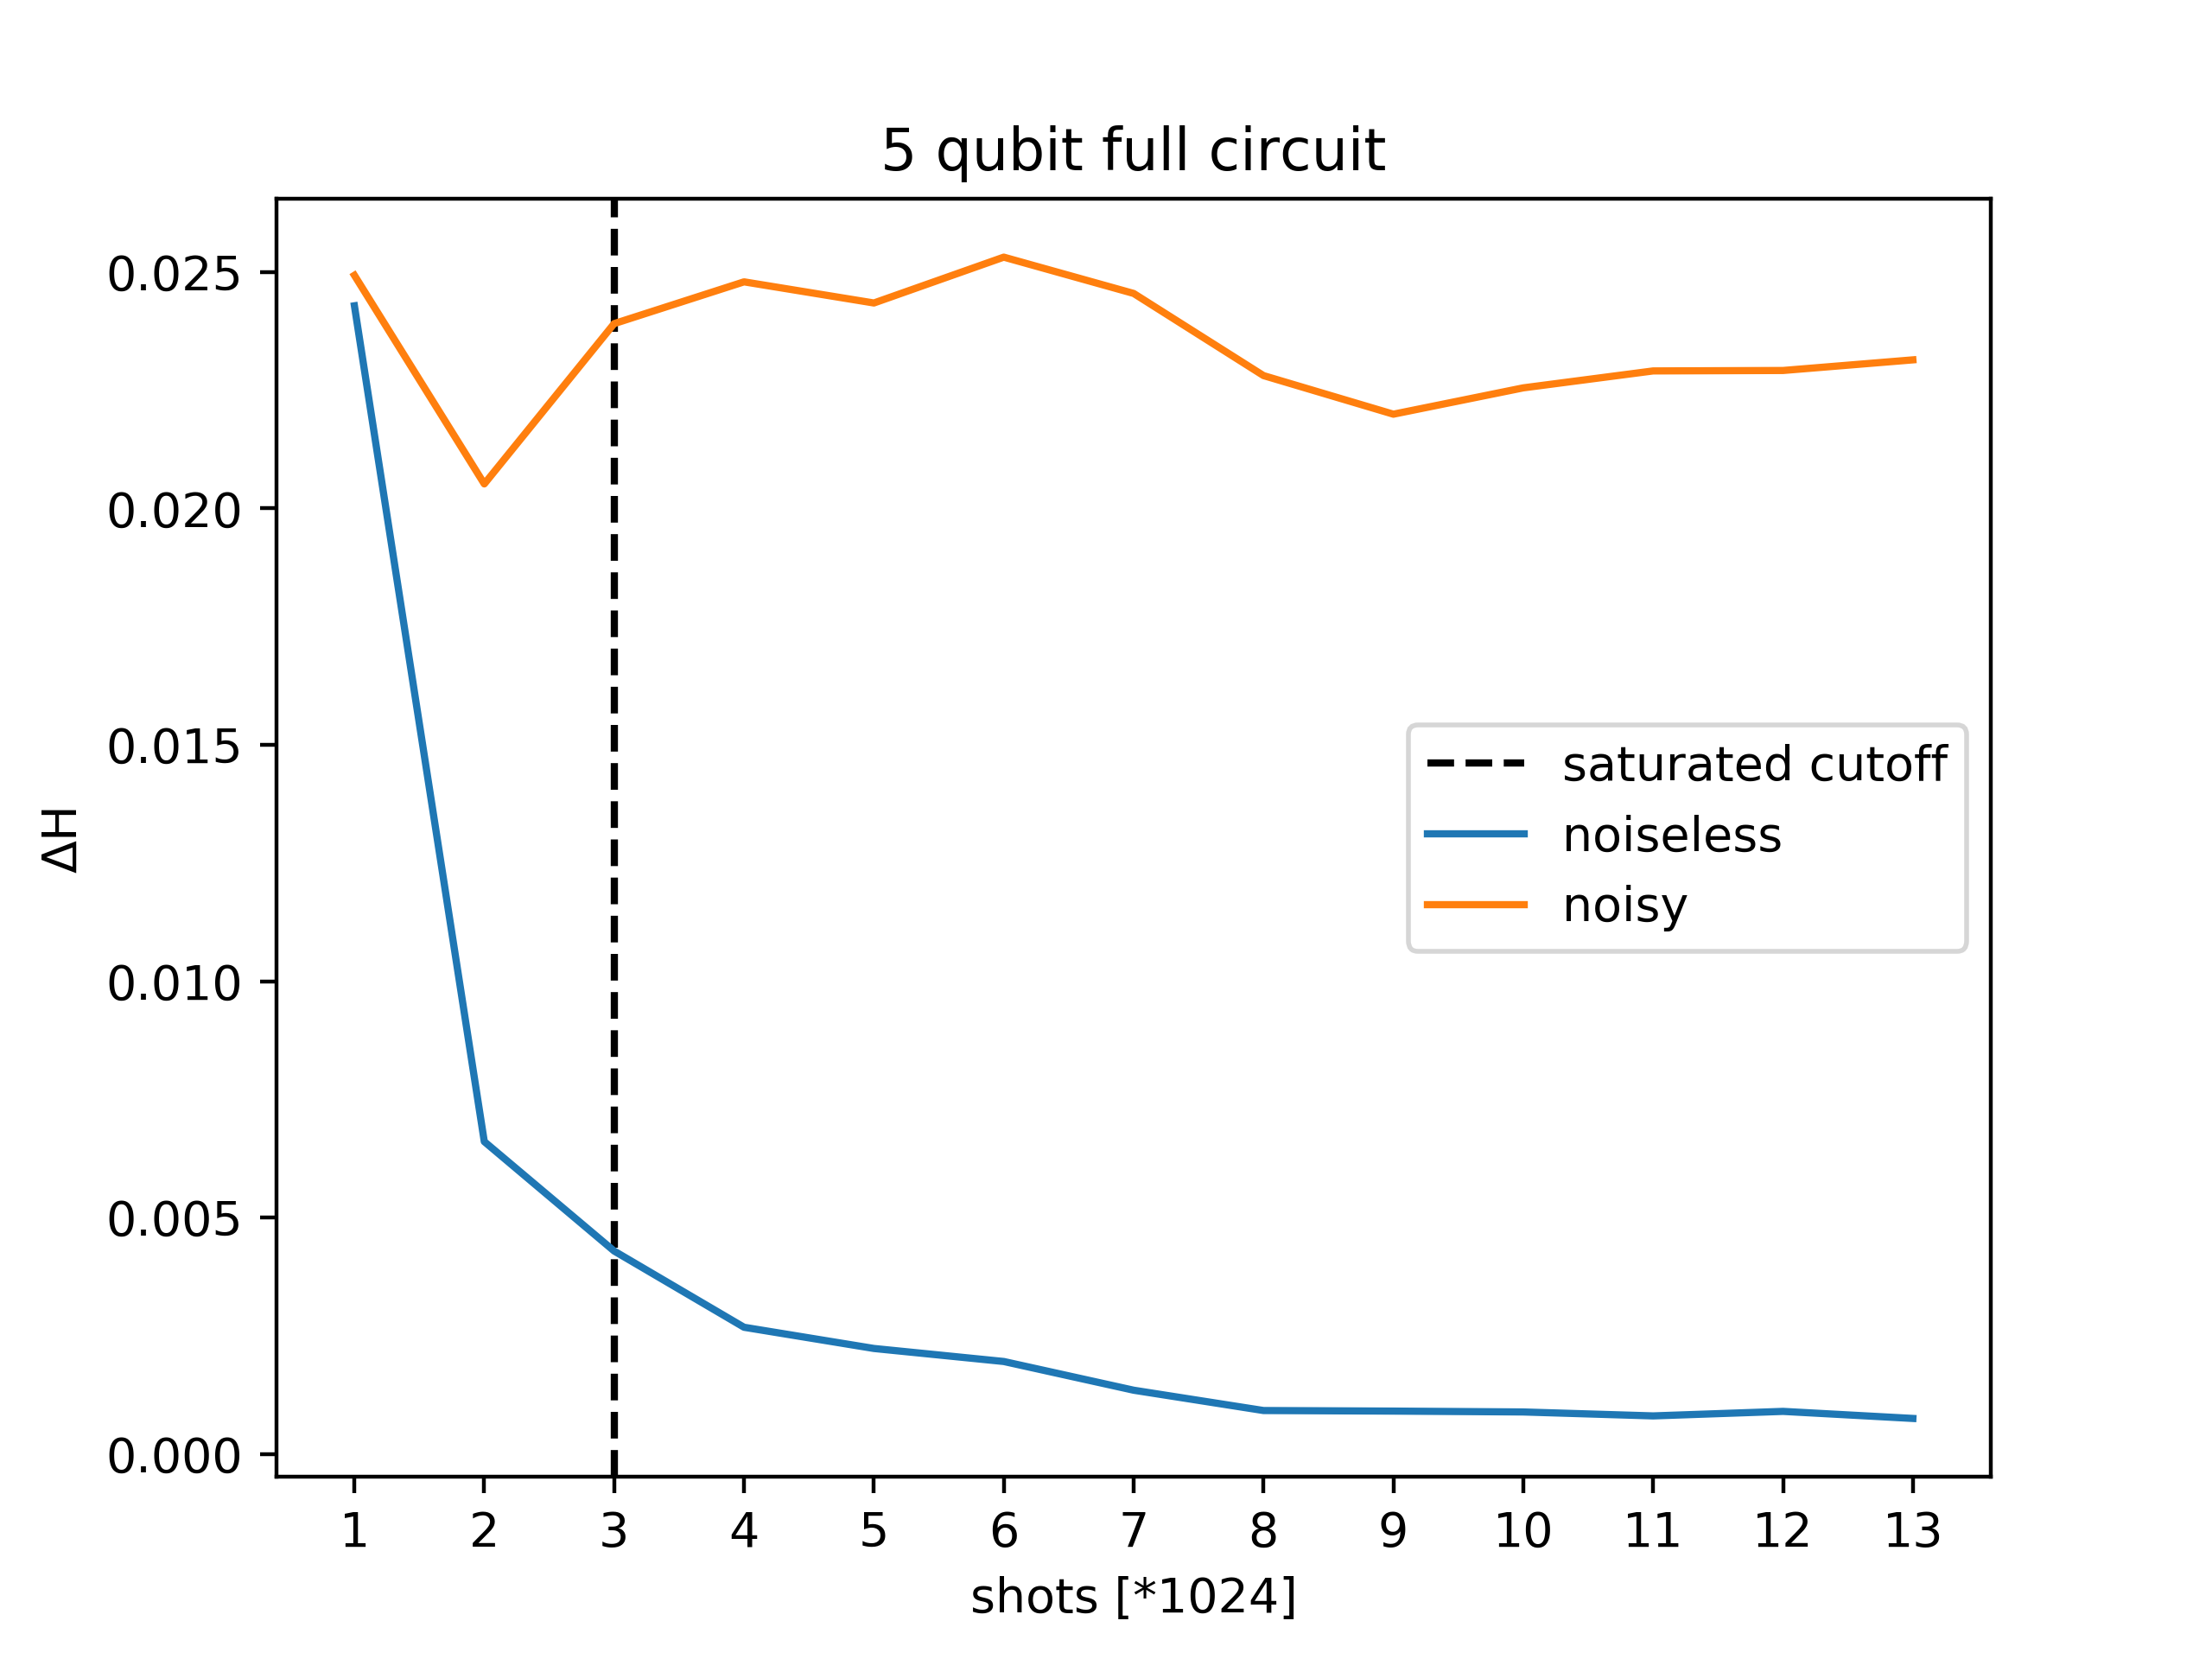 5 qubit full circuit
0.025
0.020
0.015
0.010
0.005
0.000
ΔH
saturated cutoff
noiseless
noisy
1 2 3 4 5 6 7 8 9 10 11 12 13
shots [*1024]